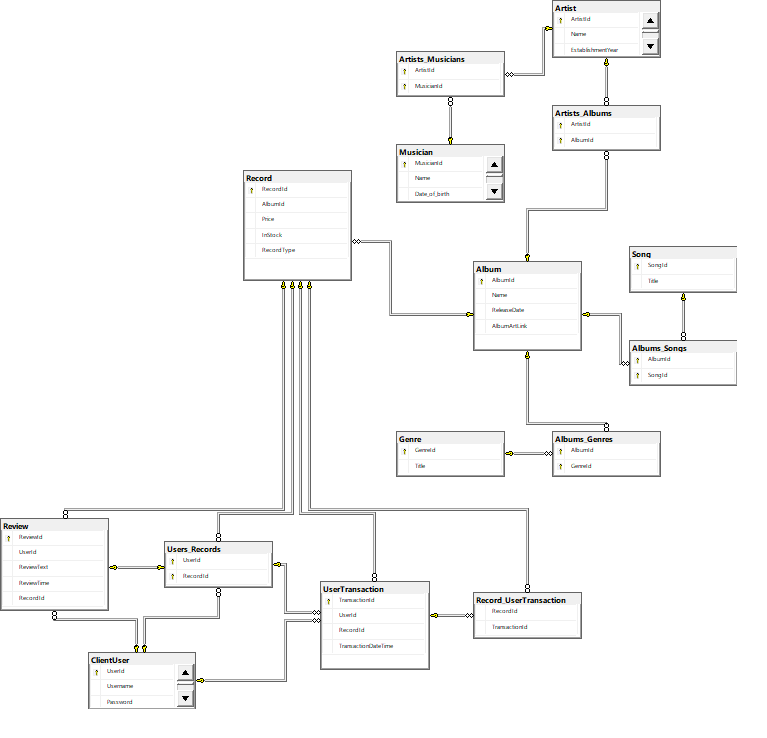 Artist
ArtistId
Name
EstablishmentYear
Artists_Musicians
ArtistId
MusicianId
Artists_Albums
ArtistId
AlbumId
Musician
MusicianId
Name
Date_of_birth
Record
RecordId
AlbumId
Price
InStock
RecordType
Album
AlbumId
Name
ReleaseDate
AlbumArtLink
Song
SongId
Title
Albums_Songs
AlbumId
SongId
Genre
GenreId
Title
Albums_Genres
AlbumId
GenreId
Review
ReviewId
UserId
ReviewText
ReviewTime
RecordId
Users_Records
UserId
RecordId
UserTransaction
TransactionId
UserId
RecordId
TransactionDateTime
Record_UserTransaction
RecordId
TransactionId
ClientUser
UserId
Username
Password